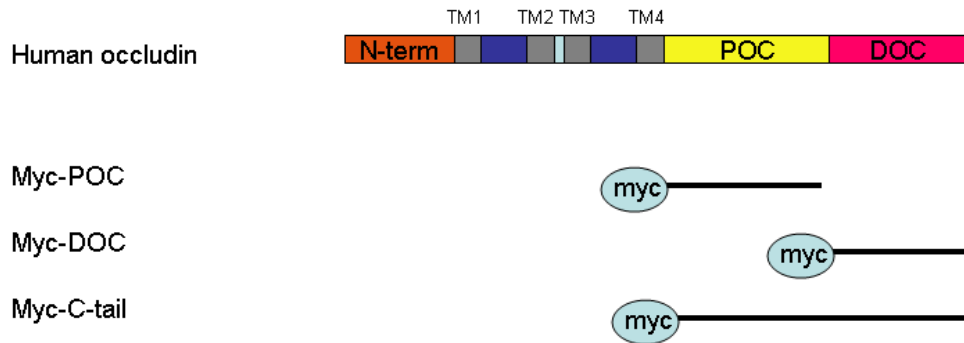 TM1 TM2 TM3 TM4
Human occludin N-term POC DOC
Myc-POC myc
Myc-DOC myc
Myc-C-tail myc